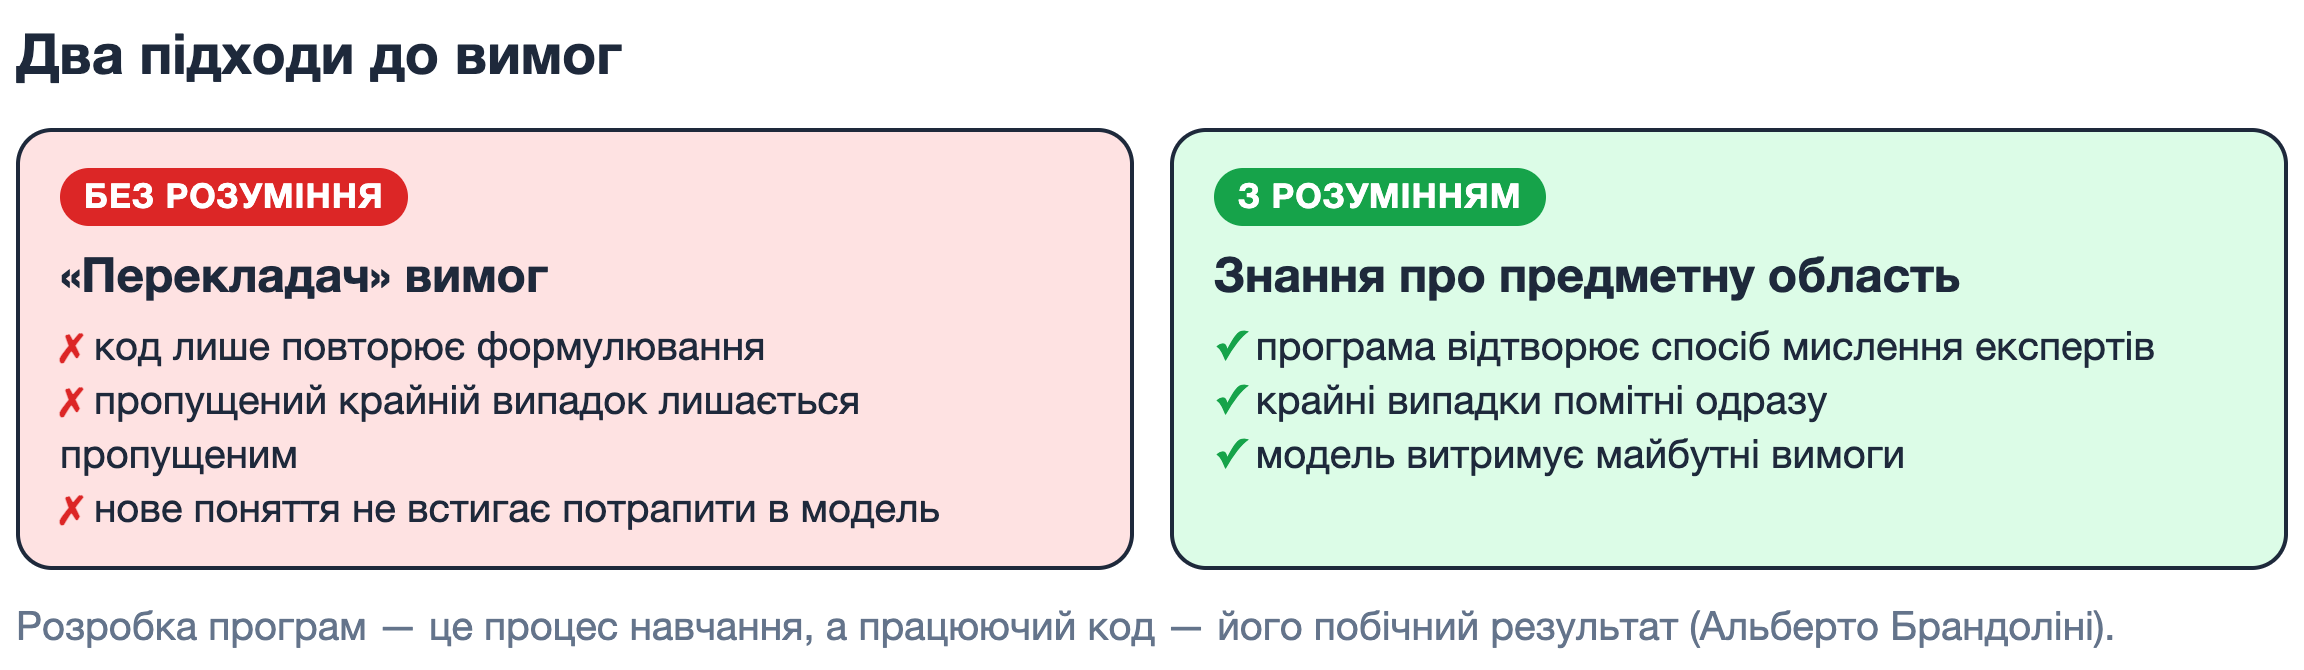 Два підходи до вимог
БЕЗ РОЗУМІННЯ
«Перекладач» вимог
✗ код лише повторює формулювання
✗ пропущений крайній випадок лишається
пропущеним
✗ нове поняття не встигає потрапити в модель
З РОЗУМІННЯМ
Знання про предметну область
✓ програма відтворює спосіб мислення експертів
✓ крайні випадки помітні одразу
✓ модель витримує майбутні вимоги
Розробка програм — це процес навчання, а працюючий код — його побічний результат (Альберто Брандоліні).